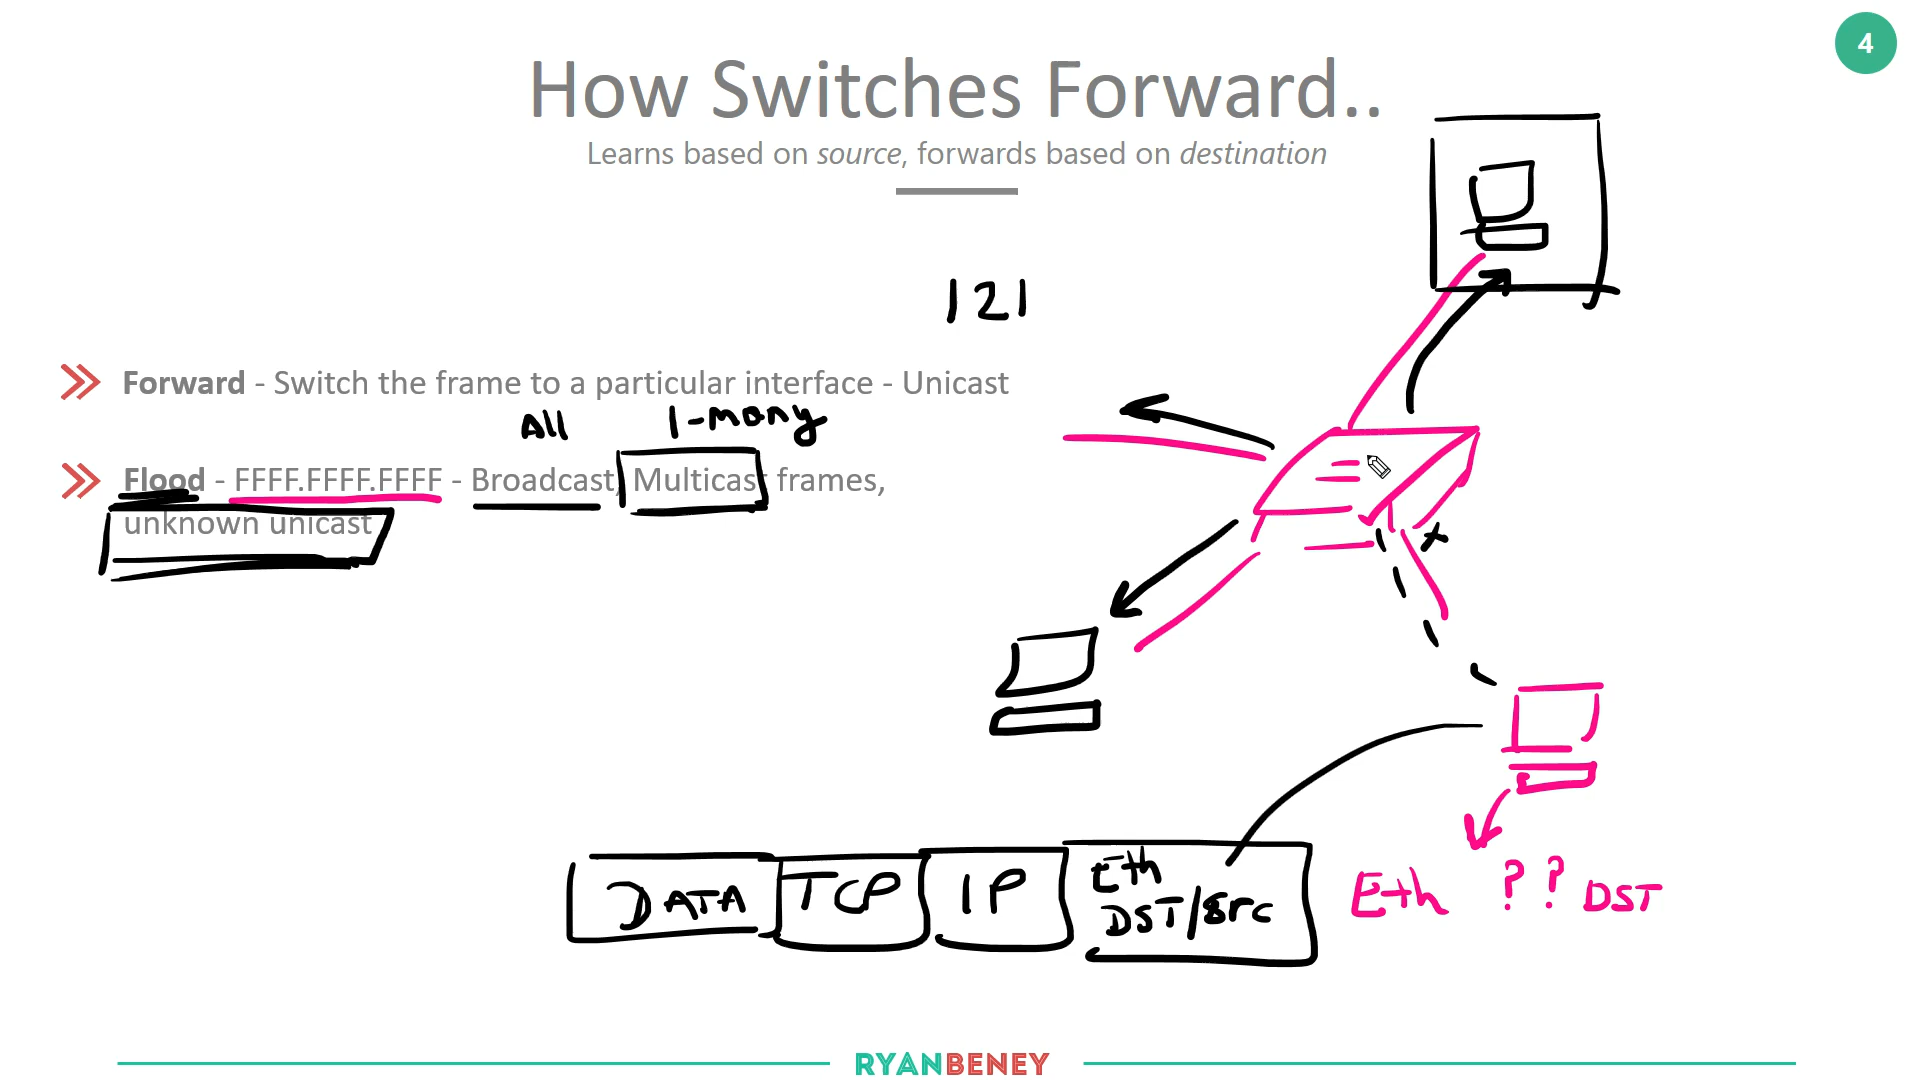 4
How Switches Forward..
Learns based on source, forwards based on destination
121
Forward - Switch the frame to a particular interface - Unicast
All 1-many
Flood - FFFF.FFFF.FFFF - Broadcast, Multicast frames,
unknown unicast
x
DATA TCP IP Eth
DST/Src
Eth ? ? DST
RYANBENEY